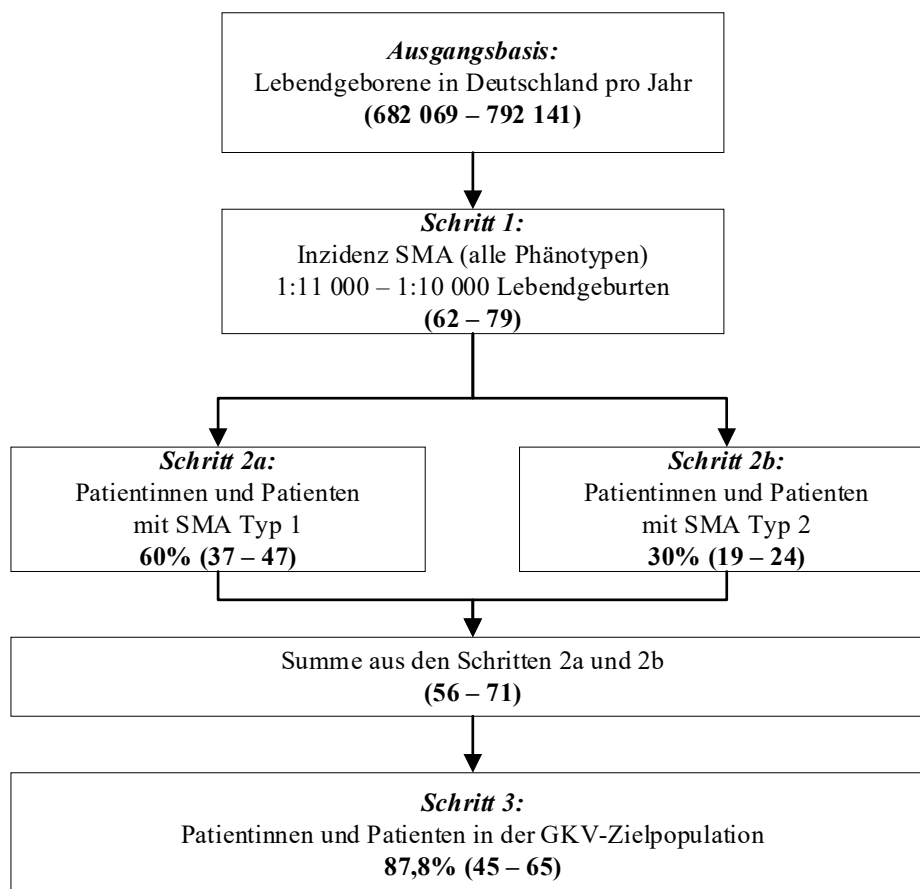 Ausgangsbasis:
Lebendgeborene in Deutschland pro Jahr
(682 069 – 792 141)
Schritt 1:
Inzidenz SMA (alle Phänotypen)
1:11 000 – 1:10 000 Lebendgeburten
(62 – 79)
Schritt 2a:
Patientinnen und Patienten
mit SMA Typ 1
60% (37 – 47)
Schritt 2b:
Patientinnen und Patienten
mit SMA Typ 2
30% (19 – 24)
Summe aus den Schritten 2a und 2b
(56 – 71)
Schritt 3:
Patientinnen und Patienten in der GKV-Zielpopulation
87,8% (45 – 65)